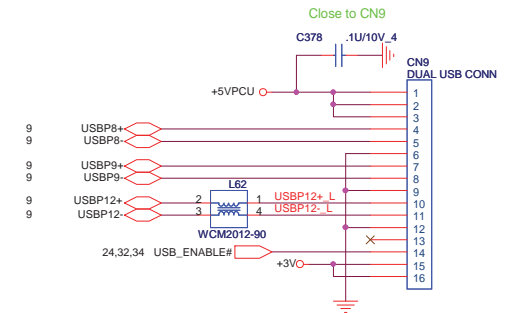 Close to CN9
C378 .1U/10V_4
CN9
DUAL USB CONN
+5VPCU 1
2
3
9 USBP8+ 4
9 USBP8- 5
6
9 USBP9+ 7
9 USBP9- 8
9
L62
9 USBP12+ 2 1 USBP12+_L 10
9 USBP12- 3 4 USBP12-_L 11
12
WCM2012-90
13
24,32,34 USB_ENABLE# 14
+3V 15
16